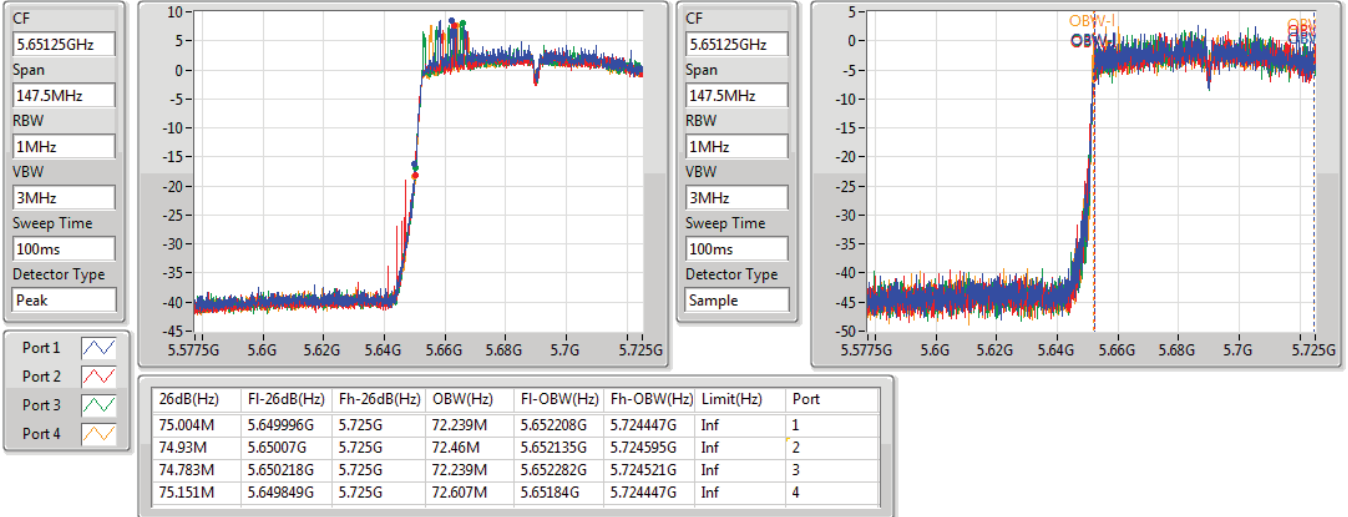 CF
5.65125GHz
Span
147.5MHz
RBW
1MHz
VBW
3MHz
Sweep Time
100ms
Detector Type
Peak
10
5
0
-5
-10
-15
-20
-25
-30
-35
-40
-45
5.5775G 5.6G 5.62G 5.64G 5.66G 5.68G 5.7G 5.725G
CF
5.65125GHz
Span
147.5MHz
RBW
1MHz
VBW
3MHz
Sweep Time
100ms
Detector Type
Sample
5
0
-5
-10
-15
-20
-25
-30
-35
-40
-45
-50
OBW-l
5.5775G 5.6G 5.62G 5.64G 5.66G 5.68G 5.7G 5.725G
Port 1
Port 2
Port 3
Port 4
26dB(Hz) Fl-26dB(Hz) Fh-26dB(Hz) OBW(Hz) Fl-OBW(Hz) Fh-OBW(Hz) Limit(Hz) Port
75.004M 5.649996G 5.725G 72.239M 5.652208G 5.724447G Inf 1
74.93M 5.65007G 5.725G 72.46M 5.652135G 5.724595G Inf 2
74.783M 5.650218G 5.725G 72.239M 5.652282G 5.724521G Inf 3
75.151M 5.649849G 5.725G 72.607M 5.65184G 5.724447G Inf 4